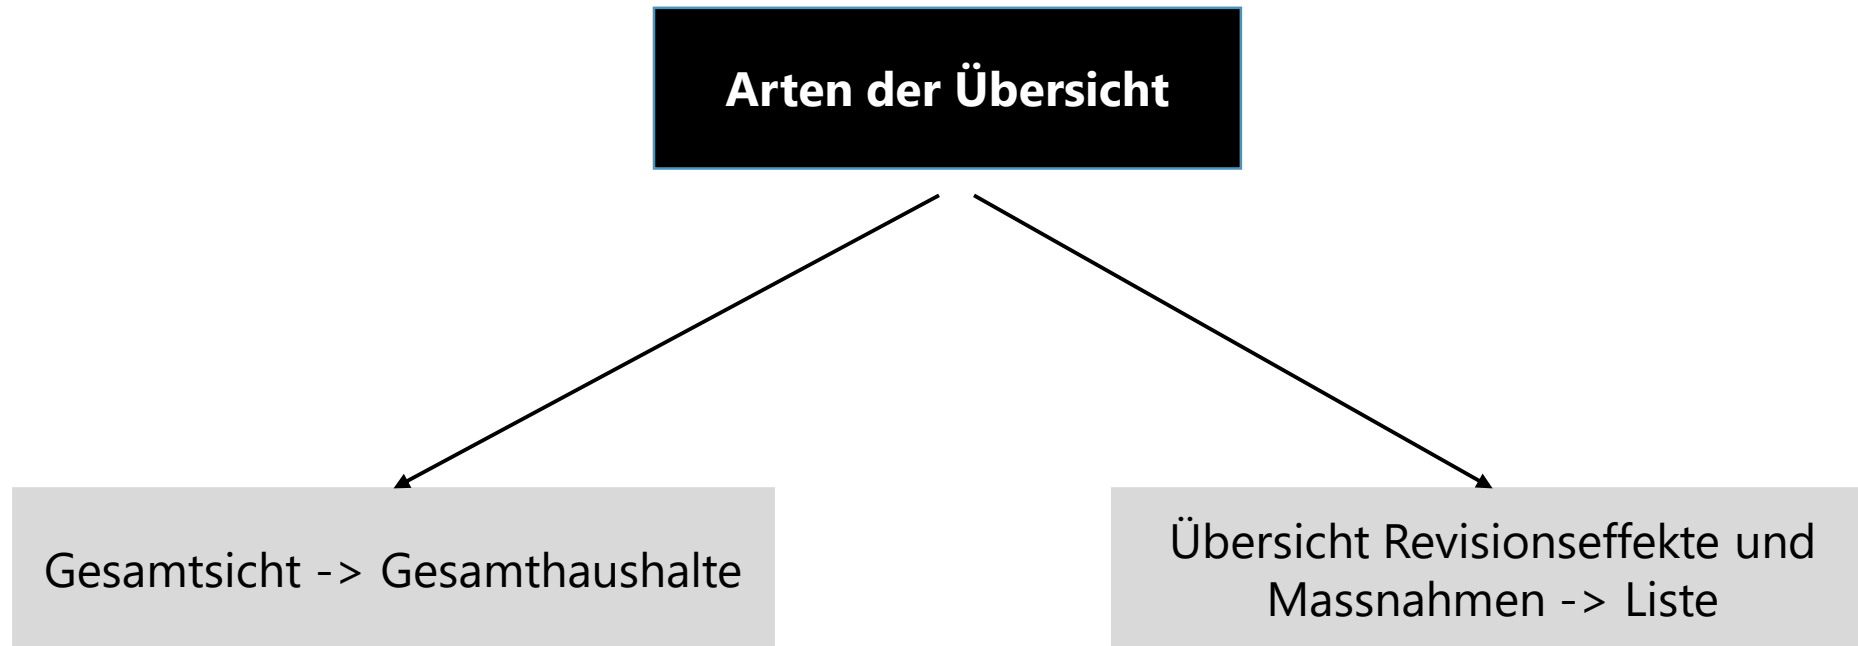 Arten der Übersicht
Gesamtsicht -> Gesamthaushalte
Übersicht Revisionseffekte und
Massnahmen -> Liste